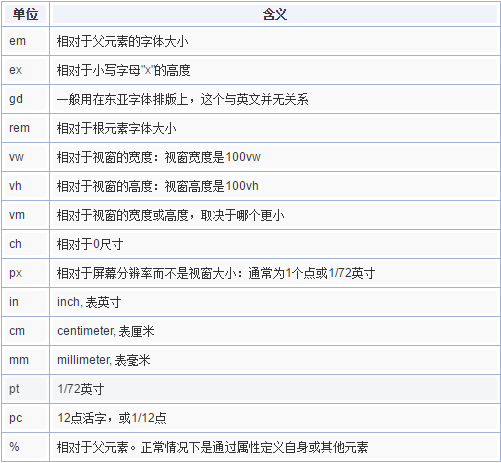 单位 含义
em 相对于父元素的字体大小
ex 相对于小写字母"x"的高度
gd 一般用在东亚字体排版上，这个与英文并无关系
rem 相对于根元素字体大小
vw 相对于视窗的宽度：视窗宽度是100vw
vh 相对于视窗的高度：视窗高度是100vh
vm 相对于视窗的宽度或高度，取决于哪个更小
ch 相对于0尺寸
px 相对于屏幕分辨率而不是视窗大小：通常为1个点或1/72英寸
in inch, 表英寸
cm centimeter, 表厘米
mm millimeter, 表毫米
pt 1/72英寸
pc 12点活字，或1/12点
% 相对于父元素。正常情况下是通过属性定义自身或其他元素